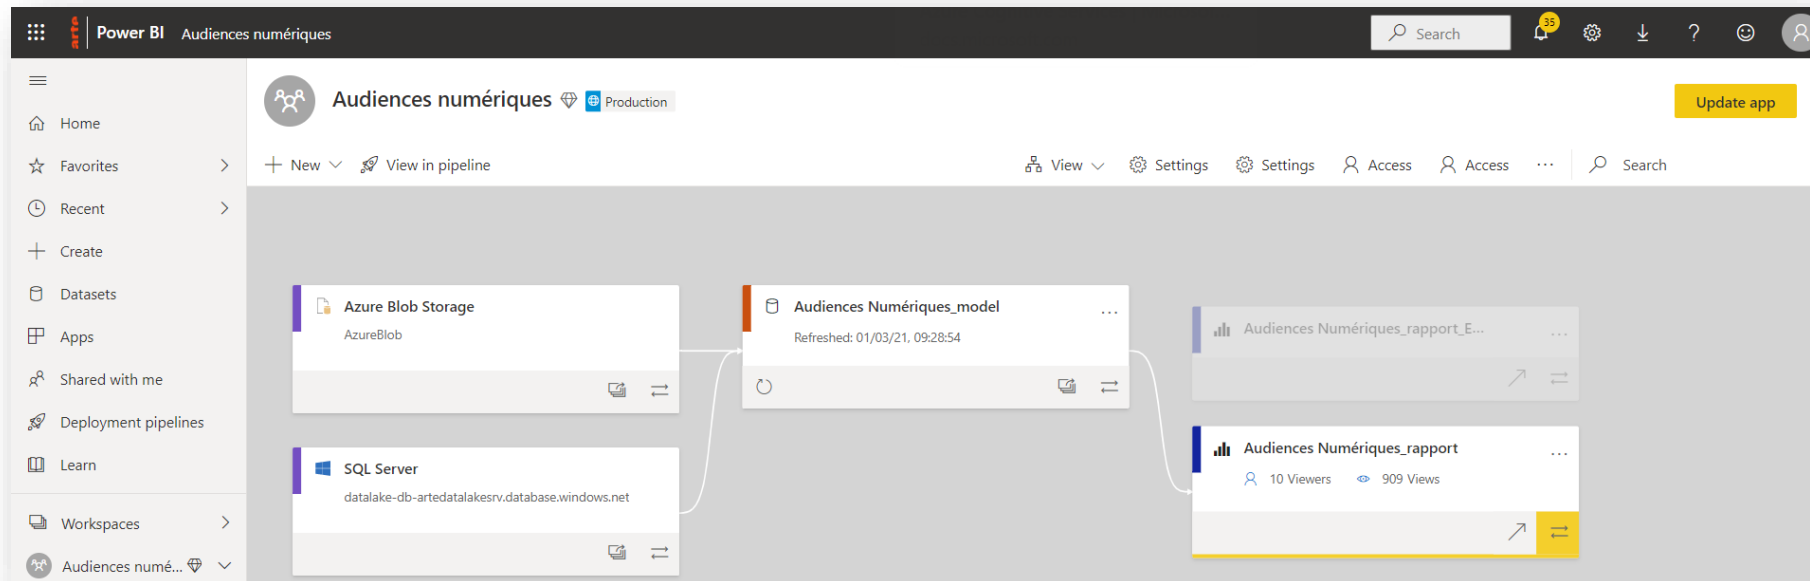 arte Power BI Audiences numériques Search 35 ?
Audiences numériques Production Update app
New View in pipeline View Settings Settings Access Access ... Search
Home
Favorites
Recent
Create
Datasets
Apps
Shared with me
Deployment pipelines
Learn
Workspaces
Audiences numé...
Azure Blob Storage
AzureBlob
SQL Server
datalake-db-artedatalakesrv.database.windows.net
Audiences Numériques_model ...
Refreshed: 01/03/21, 09:28:54
Audiences Numériques_rapport_E... ...
Audiences Numériques_rapport ...
10 Viewers 909 Views